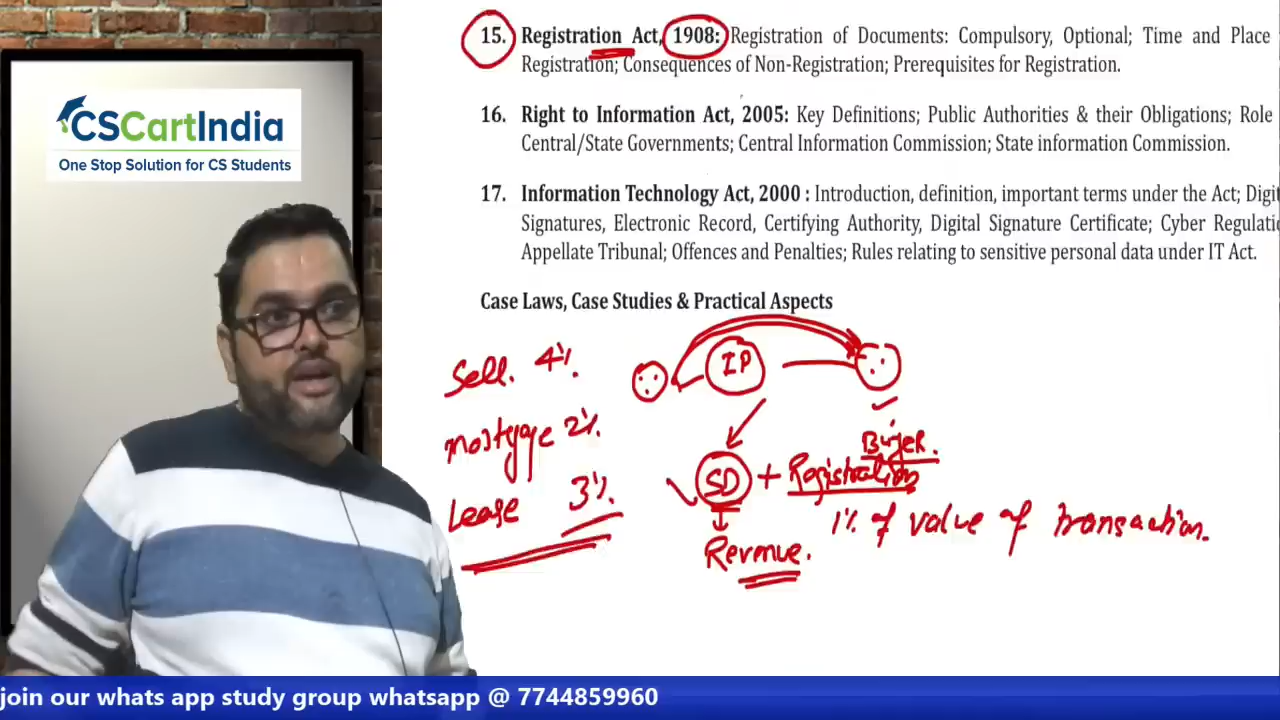 15. Registration Act, 1908: Registration of Documents: Compulsory, Optional; Time and Place
Registration; Consequences of Non-Registration; Prerequisites for Registration.
CSCartIndia
One Stop Solution for CS Students
16. Right to Information Act, 2005: Key Definitions; Public Authorities & their Obligations; Role
Central/State Governments; Central Information Commission; State information Commission.
17. Information Technology Act, 2000 : Introduction, definition, important terms under the Act; Digit
Signatures, Electronic Record, Certifying Authority, Digital Signature Certificate; Cyber Regulatio
Appellate Tribunal; Offences and Penalties; Rules relating to sensitive personal data under IT Act.
Case Laws, Case Studies & Practical Aspects
Sell. 4%.
IP
mortgage 2%.
Lease 3%.
SD + Registration
1% of value of transaction.
Revenue.
join our whats app study group whatsapp @ 7744859960